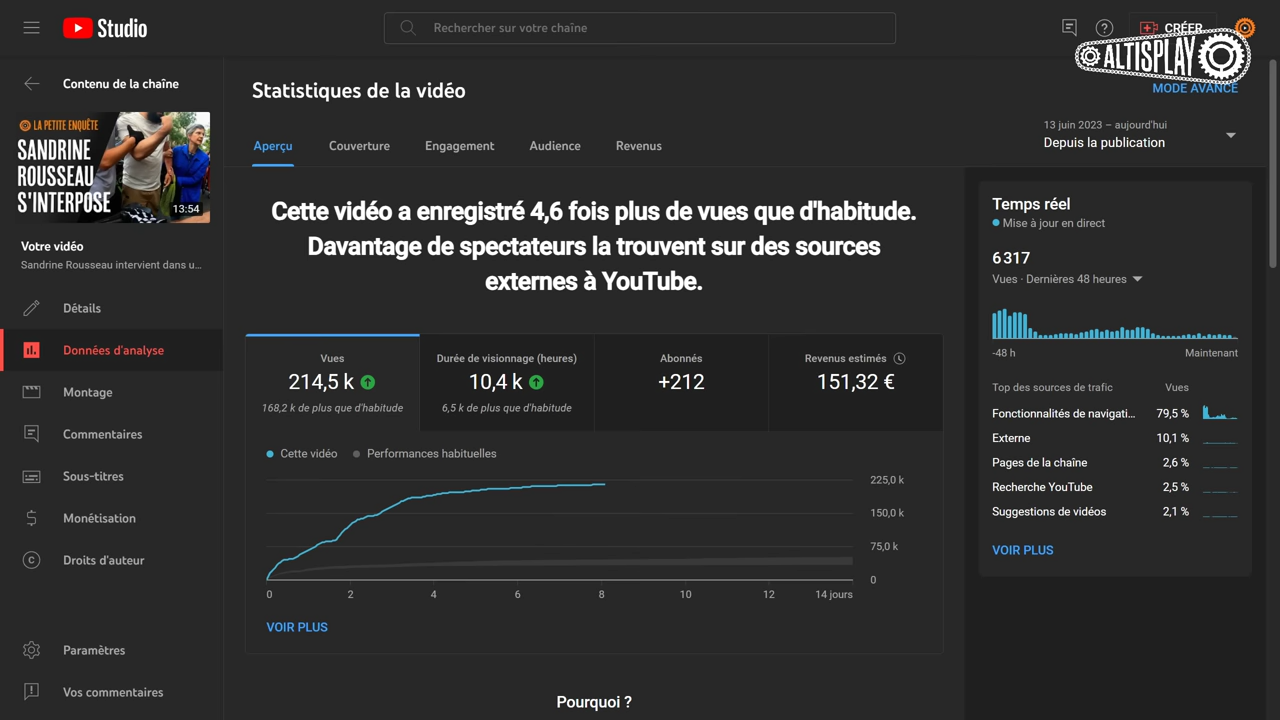 Studio
Rechercher sur votre chaîne
CRÉER
ALTISPLAY
MODE AVANCÉ
Contenu de la chaîne
LA PETITE ENQUÊTE
SANDRINE
ROUSSEAU
S'INTERPOSE
13:54
Votre vidéo
Sandrine Rousseau intervient dans u...
Détails
Données d'analyse
Montage
Commentaires
Sous-titres
Monétisation
Droits d'auteur
Paramètres
Vos commentaires
Statistiques de la vidéo
Aperçu Couverture Engagement Audience Revenus
13 juin 2023 – aujourd'hui
Depuis la publication
Cette vidéo a enregistré 4,6 fois plus de vues que d'habitude.
Davantage de spectateurs la trouvent sur des sources
externes à YouTube.
Vues
214,5 k
168,2 k de plus que d'habitude
Durée de visionnage (heures)
10,4 k
6,5 k de plus que d'habitude
Abonnés
+212
Revenus estimés
151,32 €
Cette vidéo Performances habituelles
225,0 k
150,0 k
75,0 k
0
0 2 4 6 8 10 12 14 jours
VOIR PLUS
Pourquoi ?
Temps réel
Mise à jour en direct
6 317
Vues · Dernières 48 heures
-48 h Maintenant
Top des sources de trafic Vues
Fonctionnalités de navigati... 79,5 %
Externe 10,1 %
Pages de la chaîne 2,6 %
Recherche YouTube 2,5 %
Suggestions de vidéos 2,1 %
VOIR PLUS